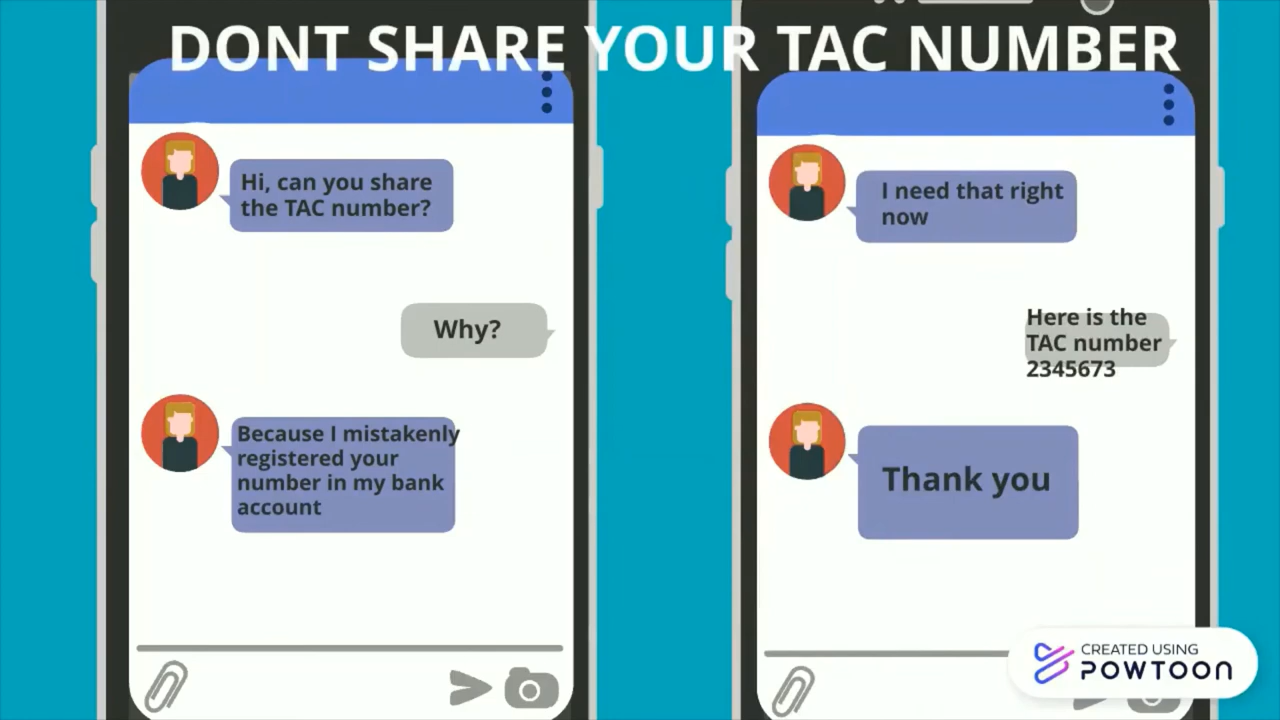 DONT SHARE YOUR TAC NUMBER
Hi, can you share
the TAC number?
Why?
Because I mistakenly
registered your
number in my bank
account
I need that right
now
Here is the
TAC number
2345673
Thank you
CREATED USING
POWTOON